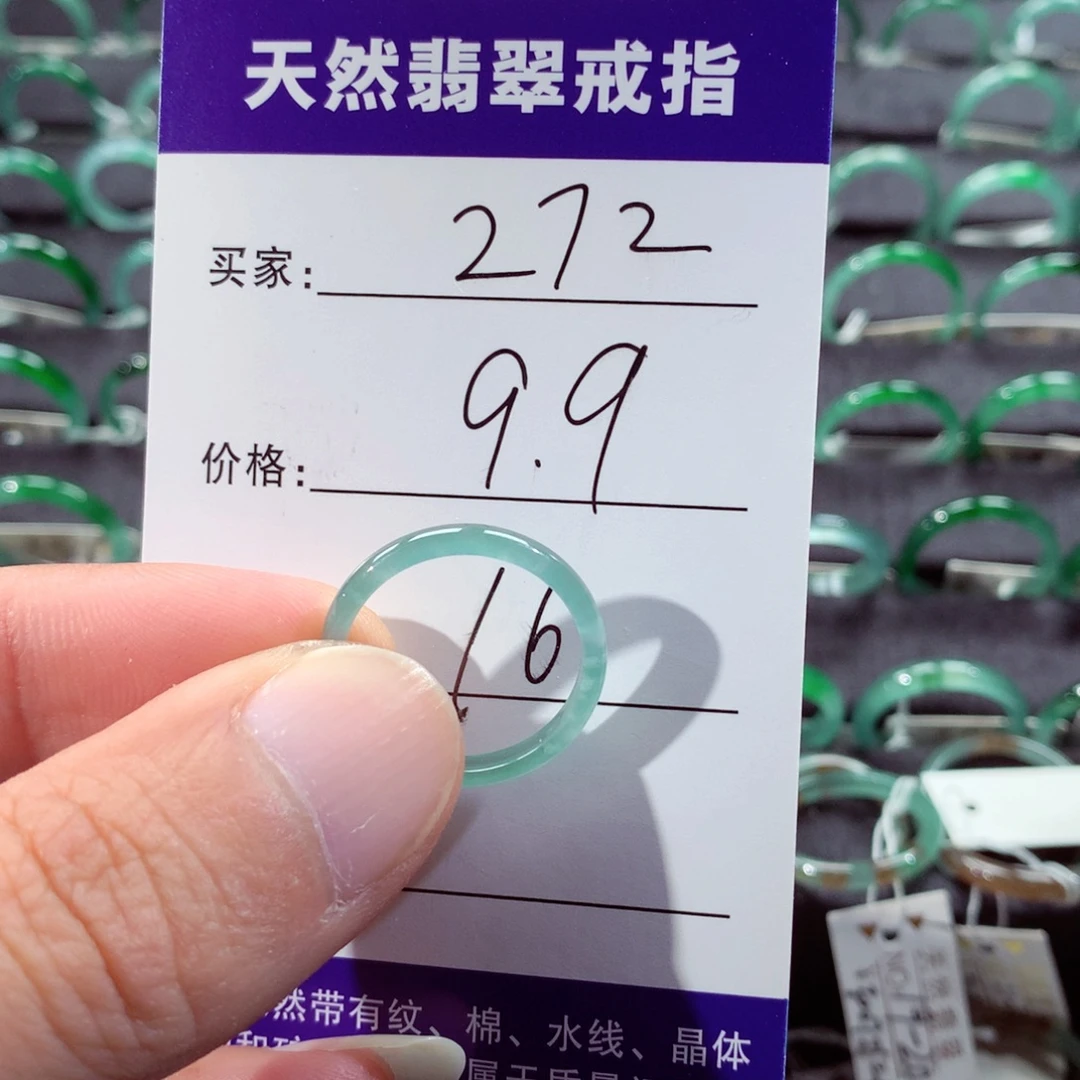 天然翡翠戒指
买家: 272
价格: 9.9
16
然带有纹、棉、水线、晶体